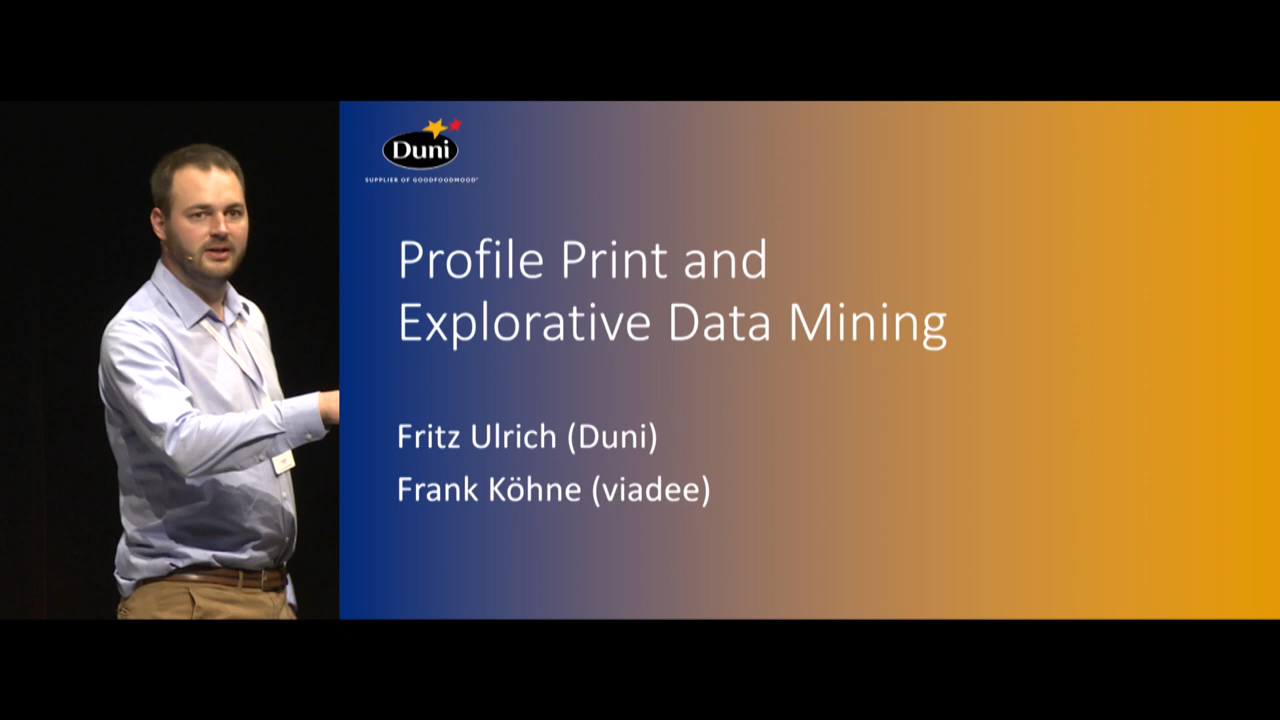 Duni
SUPPLIER OF GOODFOODMOOD®
Profile Print and
Explorative Data Mining
Fritz Ulrich (Duni)
Frank Köhne (viadee)